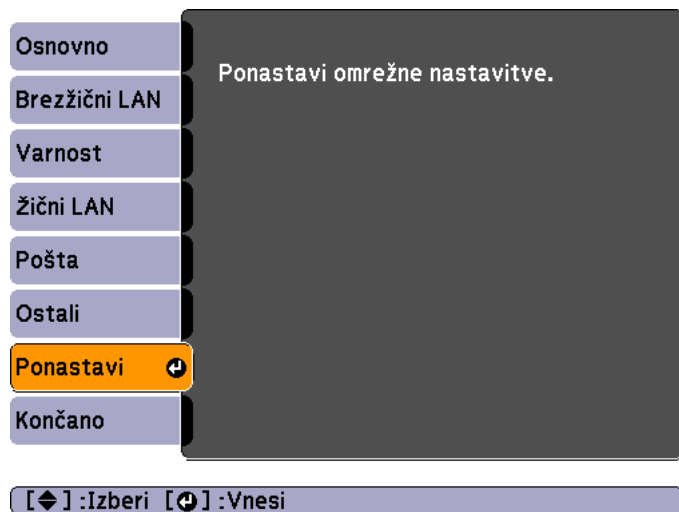 Osnovno
Brezžični LAN
Varnost
Žični LAN
Pošta
Ostali
Ponastavi
Končano
Ponastavi omrežne nastavitve.
[◆] :Izberi [⏎] :Vnesi